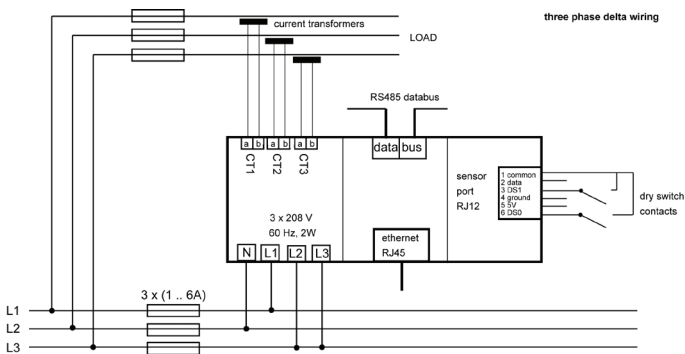 three phase delta wiring
current transformers
LOAD
RS485 databus
a b a b a b
data bus
CT1 CT2 CT3
sensor
port
RJ12
1 common
2 data
3 DS1
4 ground
5 5V
6 DS0
dry switch
contacts
3 x 208 V
60 Hz, 2W
ethernet
RJ45
N L1 L2 L3
3 x (1 .. 6A)
L1
L2
L3